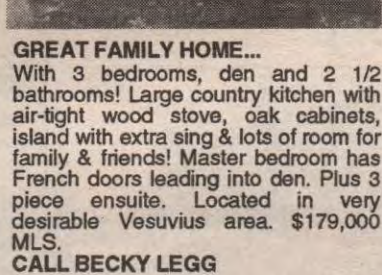 GREAT FAMILY HOME...
With 3 bedrooms, den and 2 1/2
bathrooms! Large country kitchen with
air-tight wood stove, oak cabinets,
island with extra sing & lots of room for
family & friends! Master bedroom has
French doors leading into den. Plus 3
piece ensuite. Located in very
desirable Vesuvius area. $179,000
MLS.
CALL BECKY LEGG